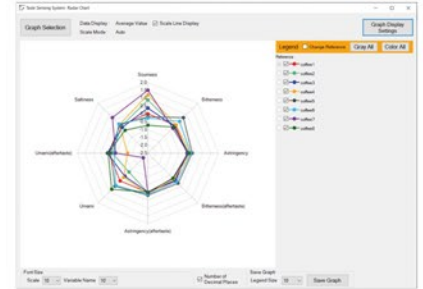 Taste Sensing System Radar Chart
Graph Selection
Data Display Average Value Scale Line Display
Scale Mode Auto
Graph Display
Settings
Legend Change Reference Gray All Color All
Reference
coffee1
coffee2
coffee3
coffee4
coffee5
coffee6
coffee7
coffee8
Sourness
Bitterness
Astringency
Bitterness(aftertaste)
Astringency(aftertaste)
Umami
Umami(aftertaste)
Saltiness
Font Size
Scale 10 Variable Name 10
Number of
Decimal Places
Save Graph
Legend Size 10 Save Graph